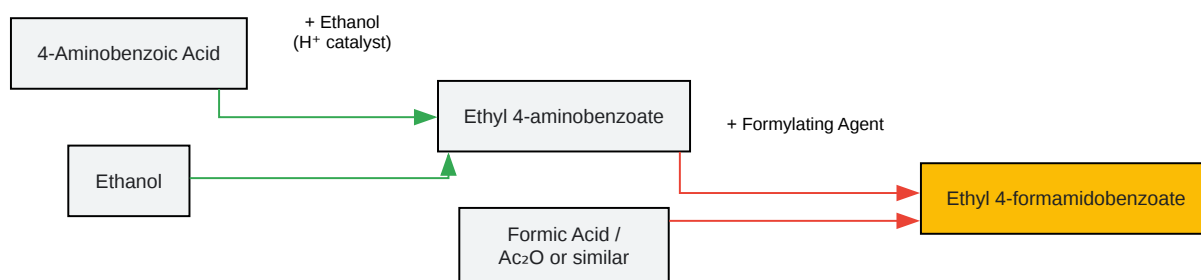 4-Aminobenzoic Acid
+ Ethanol
(H⁺ catalyst)
Ethyl 4-aminobenzoate
+ Formylating Agent
Ethanol
Ethyl 4-formamidobenzoate
Formic Acid /
Ac₂O or similar